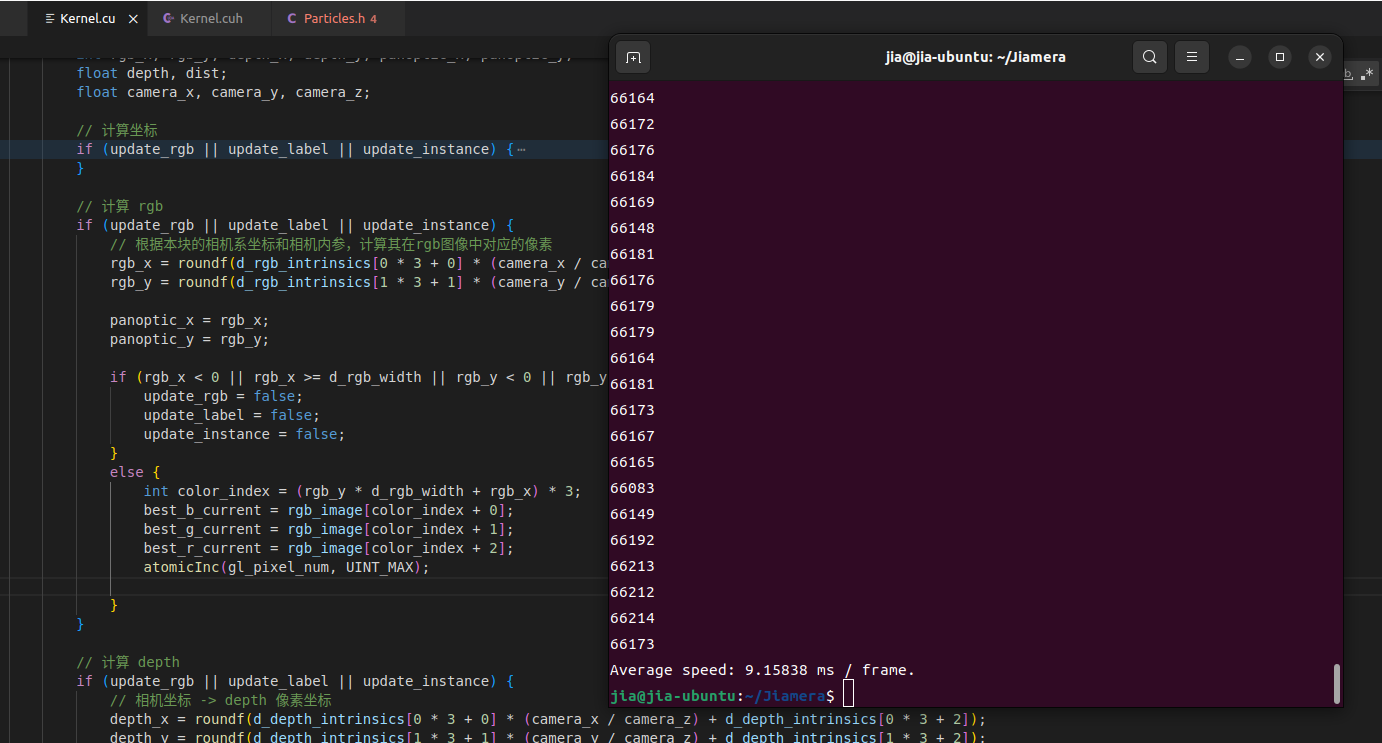 Kernel.cu
Kernel.cuh
C Particles.h 4
float depth, dist;
float camera_x, camera_y, camera_z;
// 计算坐标
if (update_rgb || update_label || update_instance) {…
}
// 计算 rgb
if (update_rgb || update_label || update_instance) {
// 根据本块的相机系坐标和相机内参，计算其在rgb图像中对应的像素
rgb_x = roundf(d_rgb_intrinsics[0 * 3 + 0] * (camera_x / ca
rgb_y = roundf(d_rgb_intrinsics[1 * 3 + 1] * (camera_y / ca
panoptic_x = rgb_x;
panoptic_y = rgb_y;
if (rgb_x < 0 || rgb_x >= d_rgb_width || rgb_y < 0 || rgb_y
update_rgb = false;
update_label = false;
update_instance = false;
}
else {
int color_index = (rgb_y * d_rgb_width + rgb_x) * 3;
best_b_current = rgb_image[color_index + 0];
best_g_current = rgb_image[color_index + 1];
best_r_current = rgb_image[color_index + 2];
atomicInc(gl_pixel_num, UINT_MAX);
}
}
// 计算 depth
if (update_rgb || update_label || update_instance) {
// 相机坐标 -> depth 像素坐标
depth_x = roundf(d_depth_intrinsics[0 * 3 + 0] * (camera_x / camera_z) + d_depth_intrinsics[0 * 3 + 2]);
depth_y = roundf(d_depth_intrinsics[1 * 3 + 1] * (camera_y / camera_z) + d_depth_intrinsics[1 * 3 + 2]);
jia@jia-ubuntu: ~/Jiamera
66164
66172
66176
66184
66169
66148
66181
66176
66179
66179
66164
66181
66173
66167
66165
66083
66149
66192
66213
66212
66214
66173
Average speed: 9.15838 ms / frame.
jia@jia-ubuntu:~/Jiamera$